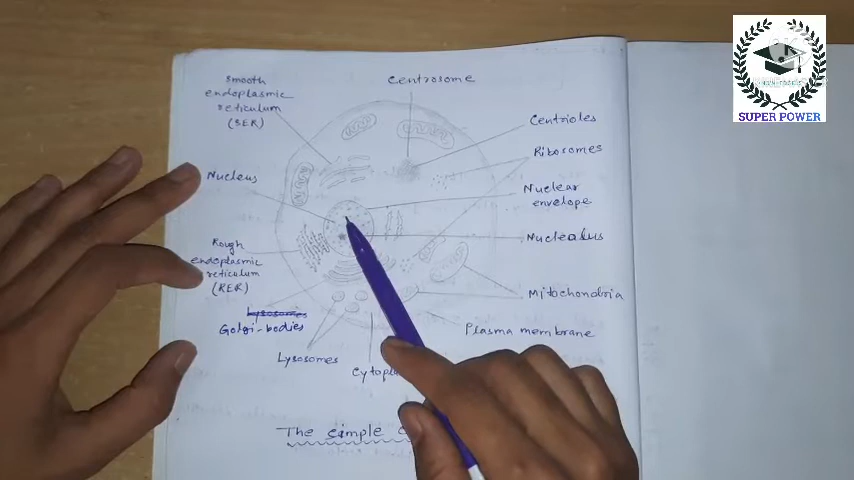 SUPER POWER
Smooth
endoplasmic
reticulum
(SER)
Centrosome
Centrioles
Ribosomes
Nucleus
Nuclear
envelope
Nucleolus
Rough
endoplasmic
reticulum
(RER)
Mitochondria
Lysosomes
Golgi-bodies
Plasma membrane
Lysosomes
The simple